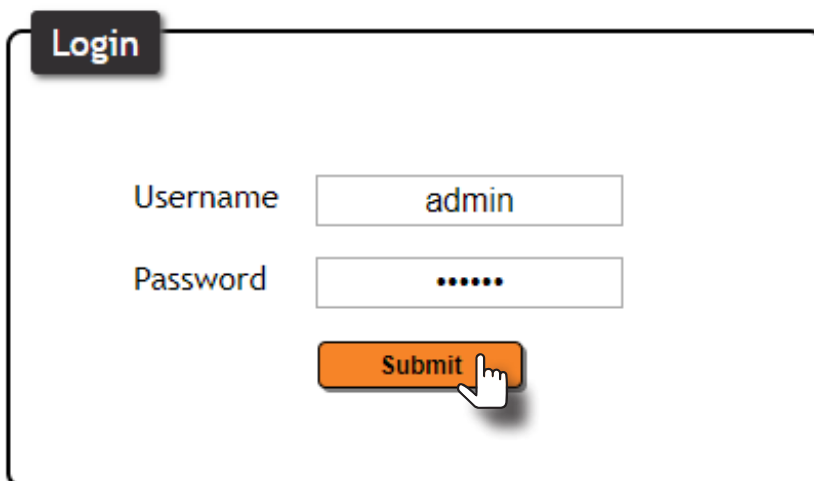 Login
Username admin
Password ••••••
Submit